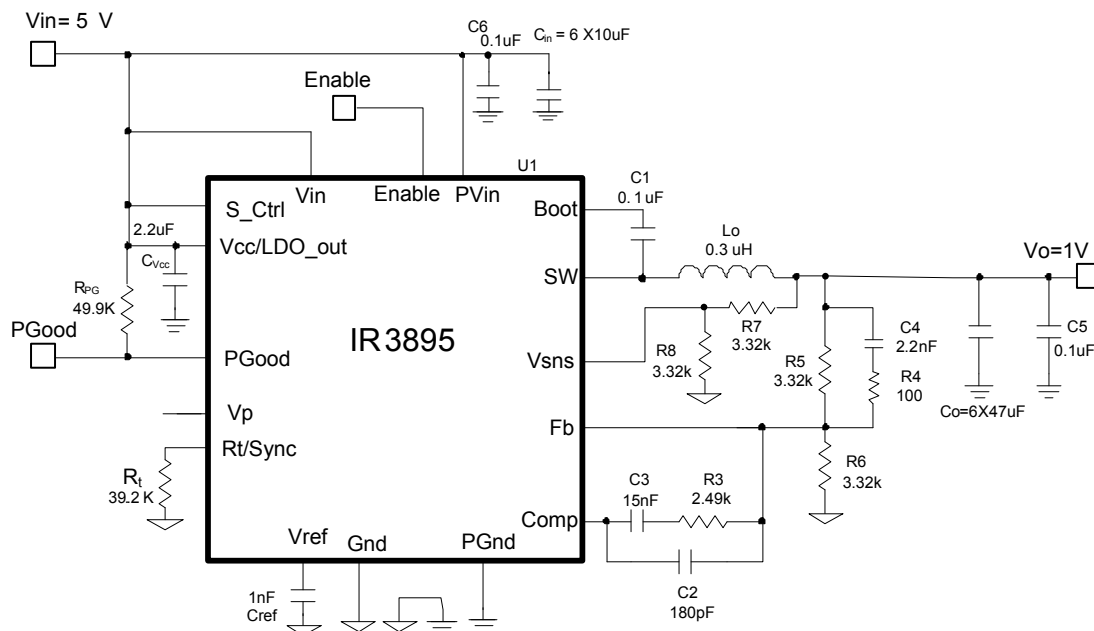 Vin= 5 V
C6
0.1uF
Cin = 6 X10uF
Enable
U1
Vin
Enable
PVin
C1
0.1uF
S_Ctrl
Boot
2.2uF
Vcc/LDO_out
Lo
0.3 uH
Vo=1V
CVcc
SW
RPG
49.9K
IR3895
R7
3.32k
C4
2.2nF
C5
0.1uF
PGood
R8
3.32k
R5
3.32k
R4
100
PGood
Vsns
Co=6X47uF
Vp
Fb
Rt/Sync
Rt
39.2 K
R6
3.32k
C3
15nF
R3
2.49k
Comp
Vref
Gnd
PGnd
1nF
Cref
C2
180pF